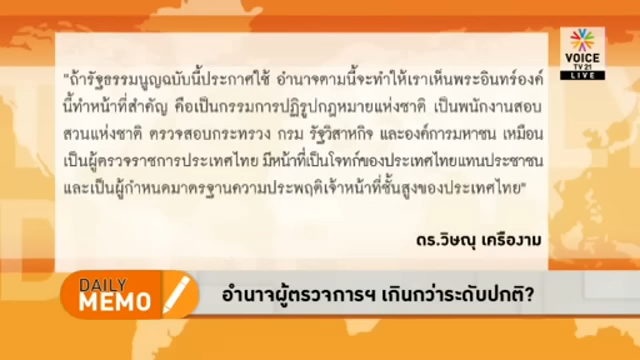 VOICE
TV 21
LIVE
"ถ้ารัฐธรรมนูญฉบับนี้ประกาศใช้ อำนาจตามนี้จะทำให้เราเห็นพระอินทร์องค์
นี้ทำหน้าที่สำคัญ คือเป็นกรรมการปฏิรูปกฎหมายแห่งชาติ เป็นพนักงานสอบ
สวนแห่งชาติ ตรวจสอบกระทรวง กรม รัฐวิสาหกิจ และองค์การมหาชน เหมือน
เป็นผู้ตรวจราชการประเทศไทย มีหน้าที่เป็นโจทก์ของประเทศไทยแทนประชาชน
และเป็นผู้กำหนดมาตรฐานความประพฤติเจ้าหน้าที่ชั้นสูงของประเทศไทย"
ดร.วิษณุ เครืองาม
DAILY
MEMO
อำนาจผู้ตรวจการฯ เกินกว่าระดับปกติ?